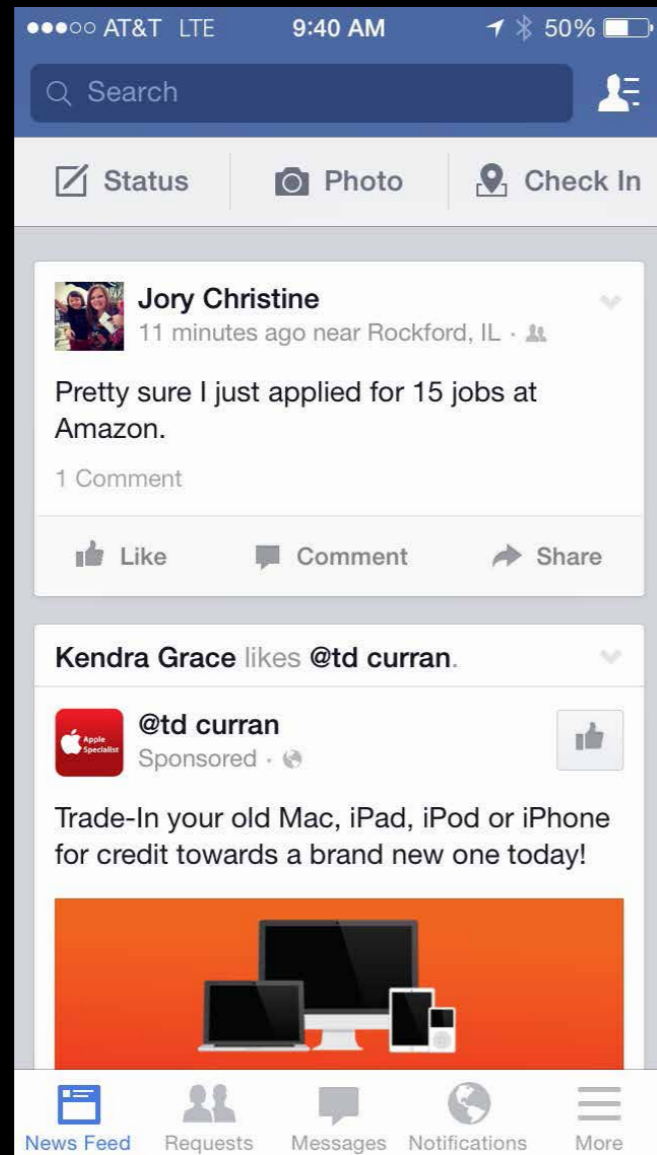 AT&T LTE 9:40 AM 50%
Search
Status Photo Check In
Jory Christine
11 minutes ago near Rockford, IL ·
Pretty sure I just applied for 15 jobs at
Amazon.
1 Comment
Like Comment Share
Kendra Grace likes @td curran.
Apple
Specialist
@td curran
Sponsored ·
Trade-In your old Mac, iPad, iPod or iPhone
for credit towards a brand new one today!
News Feed Requests Messages Notifications More